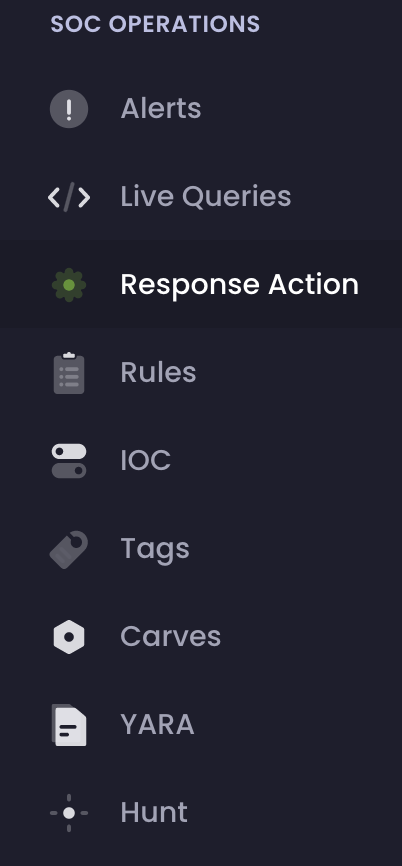 SOC OPERATIONS
Alerts
Live Queries
Response Action
Rules
IOC
Tags
Carves
YARA
Hunt